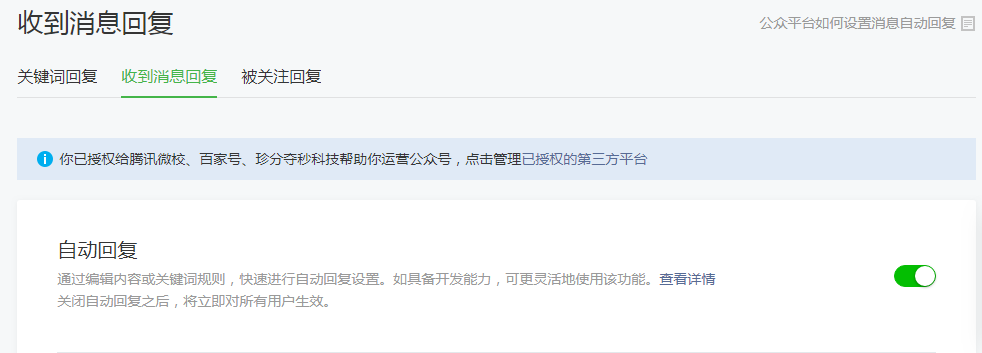 收到消息回复
公众平台如何设置消息自动回复
关键词回复 收到消息回复 被关注回复
你已授权给腾讯微校、百家号、珍分夺秒科技帮助你运营公众号，点击管理已授权的第三方平台
自动回复
通过编辑内容或关键词规则，快速进行自动回复设置。如具备开发能力，可更灵活地使用该功能。查看详情
关闭自动回复之后，将立即对所有用户生效。